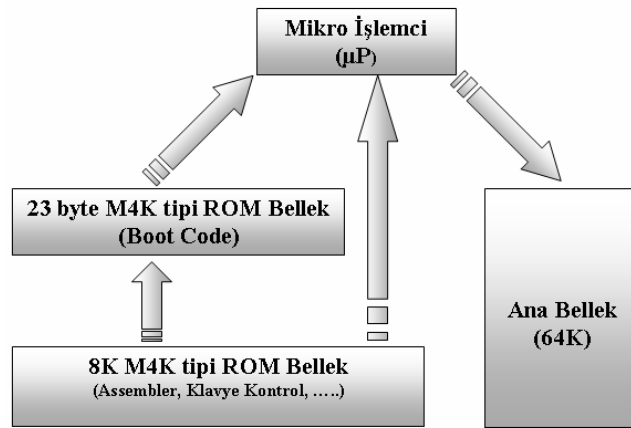 Mikro İşlemci
(µP)
23 byte M4K tipi ROM Bellek
(Boot Code)
8K M4K tipi ROM Bellek
(Assembler, Klavye Kontrol, …..)
Ana Bellek
(64K)